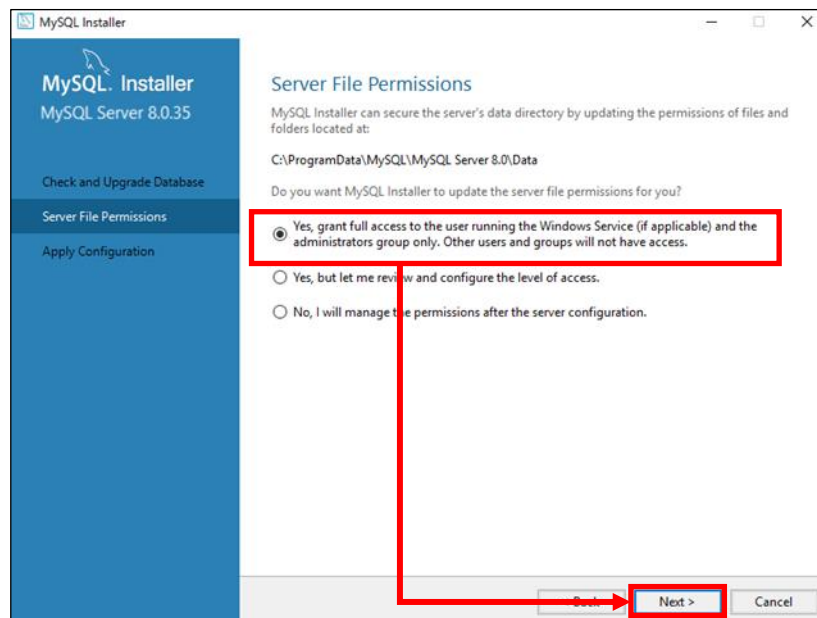 MySQL Installer
MySQL. Installer
MySQL Server 8.0.35
Check and Upgrade Database
Server File Permissions
Apply Configuration
Server File Permissions
MySQL Installer can secure the server's data directory by updating the permissions of files and
folders located at:
C:\ProgramData\MySQL\MySQL Server 8.0\Data
Do you want MySQL Installer to update the server file permissions for you?
Yes, grant full access to the user running the Windows Service (if applicable) and the
administrators group only. Other users and groups will not have access.
Yes, but let me review and configure the level of access.
No, I will manage the permissions after the server configuration.
Next >
Cancel